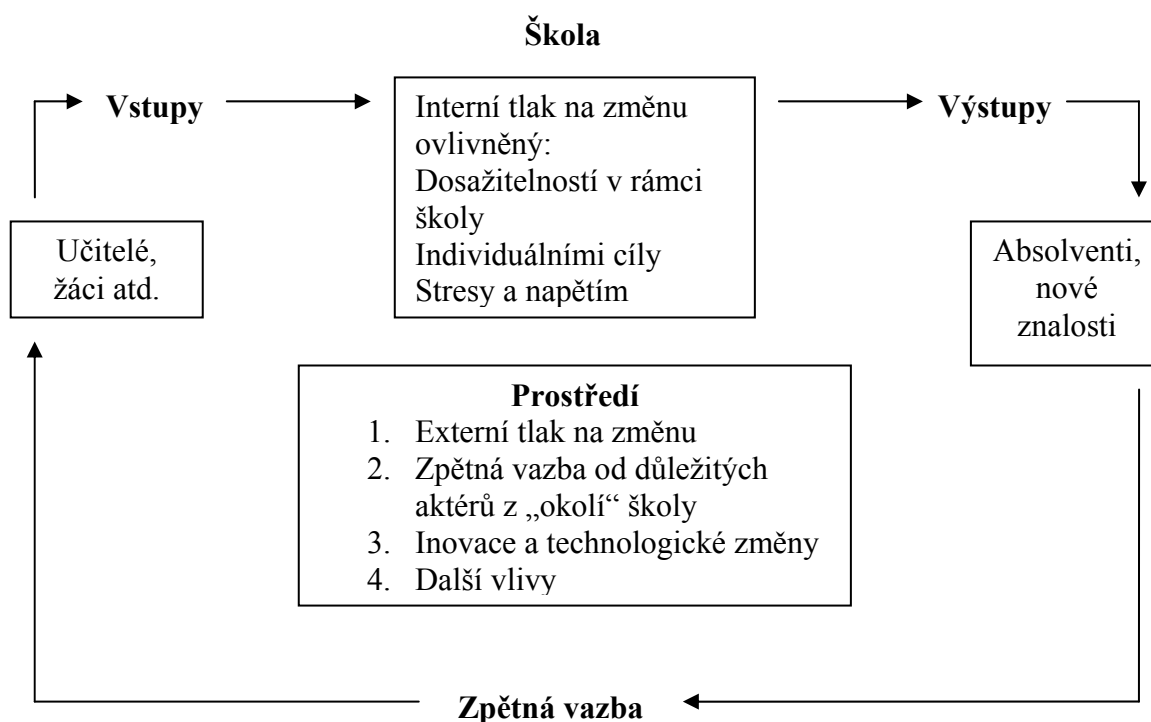 Škola
Vstupy
Interní tlak na změnu
ovlivněný:
Dosažitelností v rámci
školy
Individuálními cíly
Stresy a napětím
Výstupy
Učitelé,
žáci atd.
Absolventi,
nové
znalosti
Prostředí
1. Externí tlak na změnu
2. Zpětná vazba od důležitých
aktérů z „okolí“ školy
3. Inovace a technologické změny
4. Další vlivy
Zpětná vazba